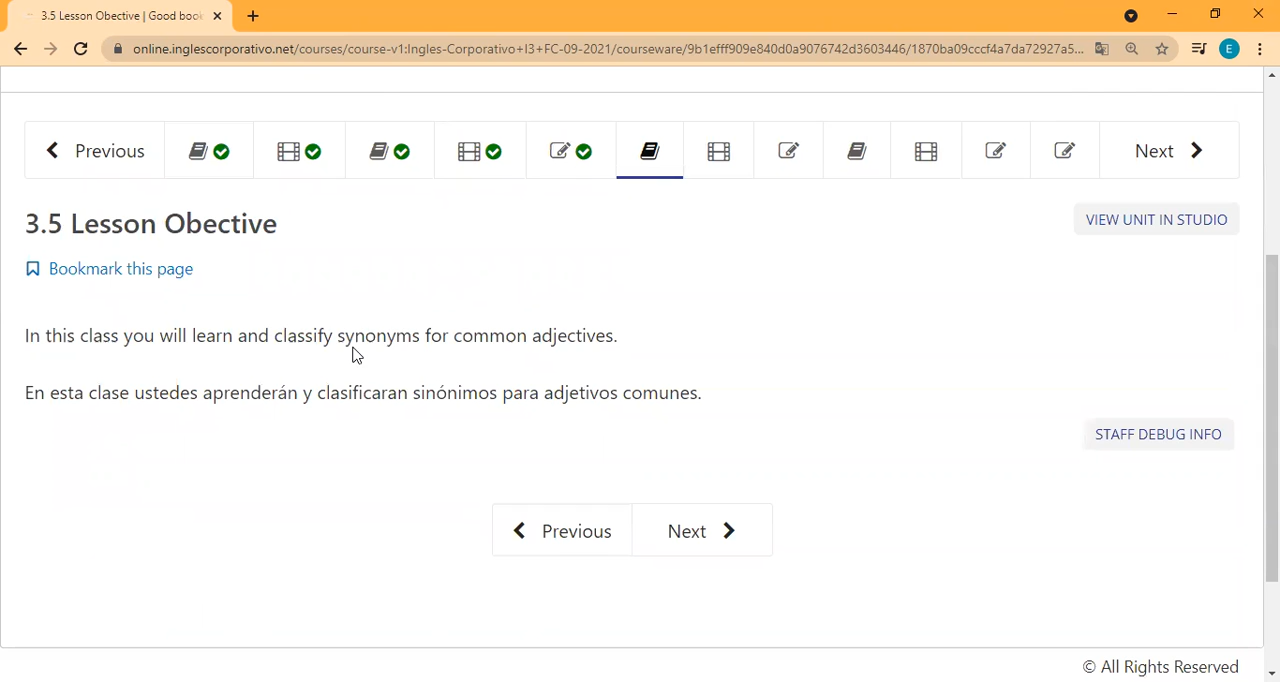 3.5 Lesson Obective | Good boo
online.inglescorporativo.net/courses/course-v1:Ingles-Corporativo+I3+FC-09-2021/courseware/9b1efff909e840d0a9076742d3603446/1870ba09cccf4a7da72927a5...
E
Previous
Next
3.5 Lesson Obective
VIEW UNIT IN STUDIO
Bookmark this page
In this class you will learn and classify synonyms for common adjectives.
En esta clase ustedes aprenderán y clasificaran sinónimos para adjetivos comunes.
STAFF DEBUG INFO
Previous
Next
© All Rights Reserved